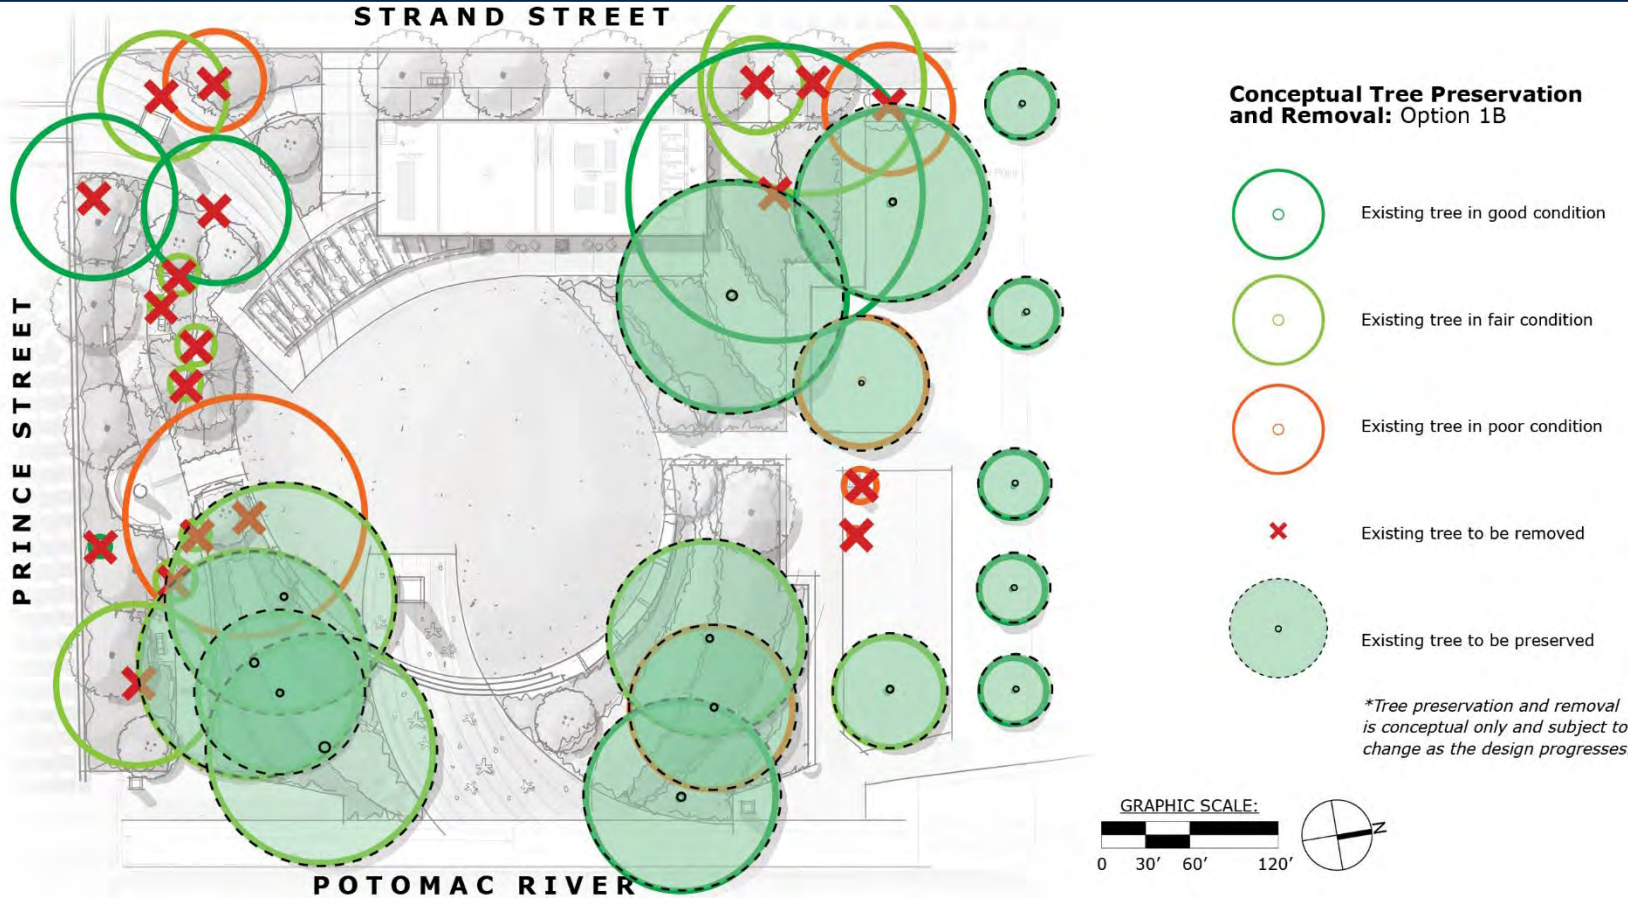 STRAND STREET
PRINCE STREET
POTOMAC RIVER
Conceptual Tree Preservation
and Removal: Option 1B
Existing tree in good condition
Existing tree in fair condition
Existing tree in poor condition
Existing tree to be removed
Existing tree to be preserved
*Tree preservation and removal
is conceptual only and subject to
change as the design progresses.
GRAPHIC SCALE:
0 30’ 60’ 120’
N